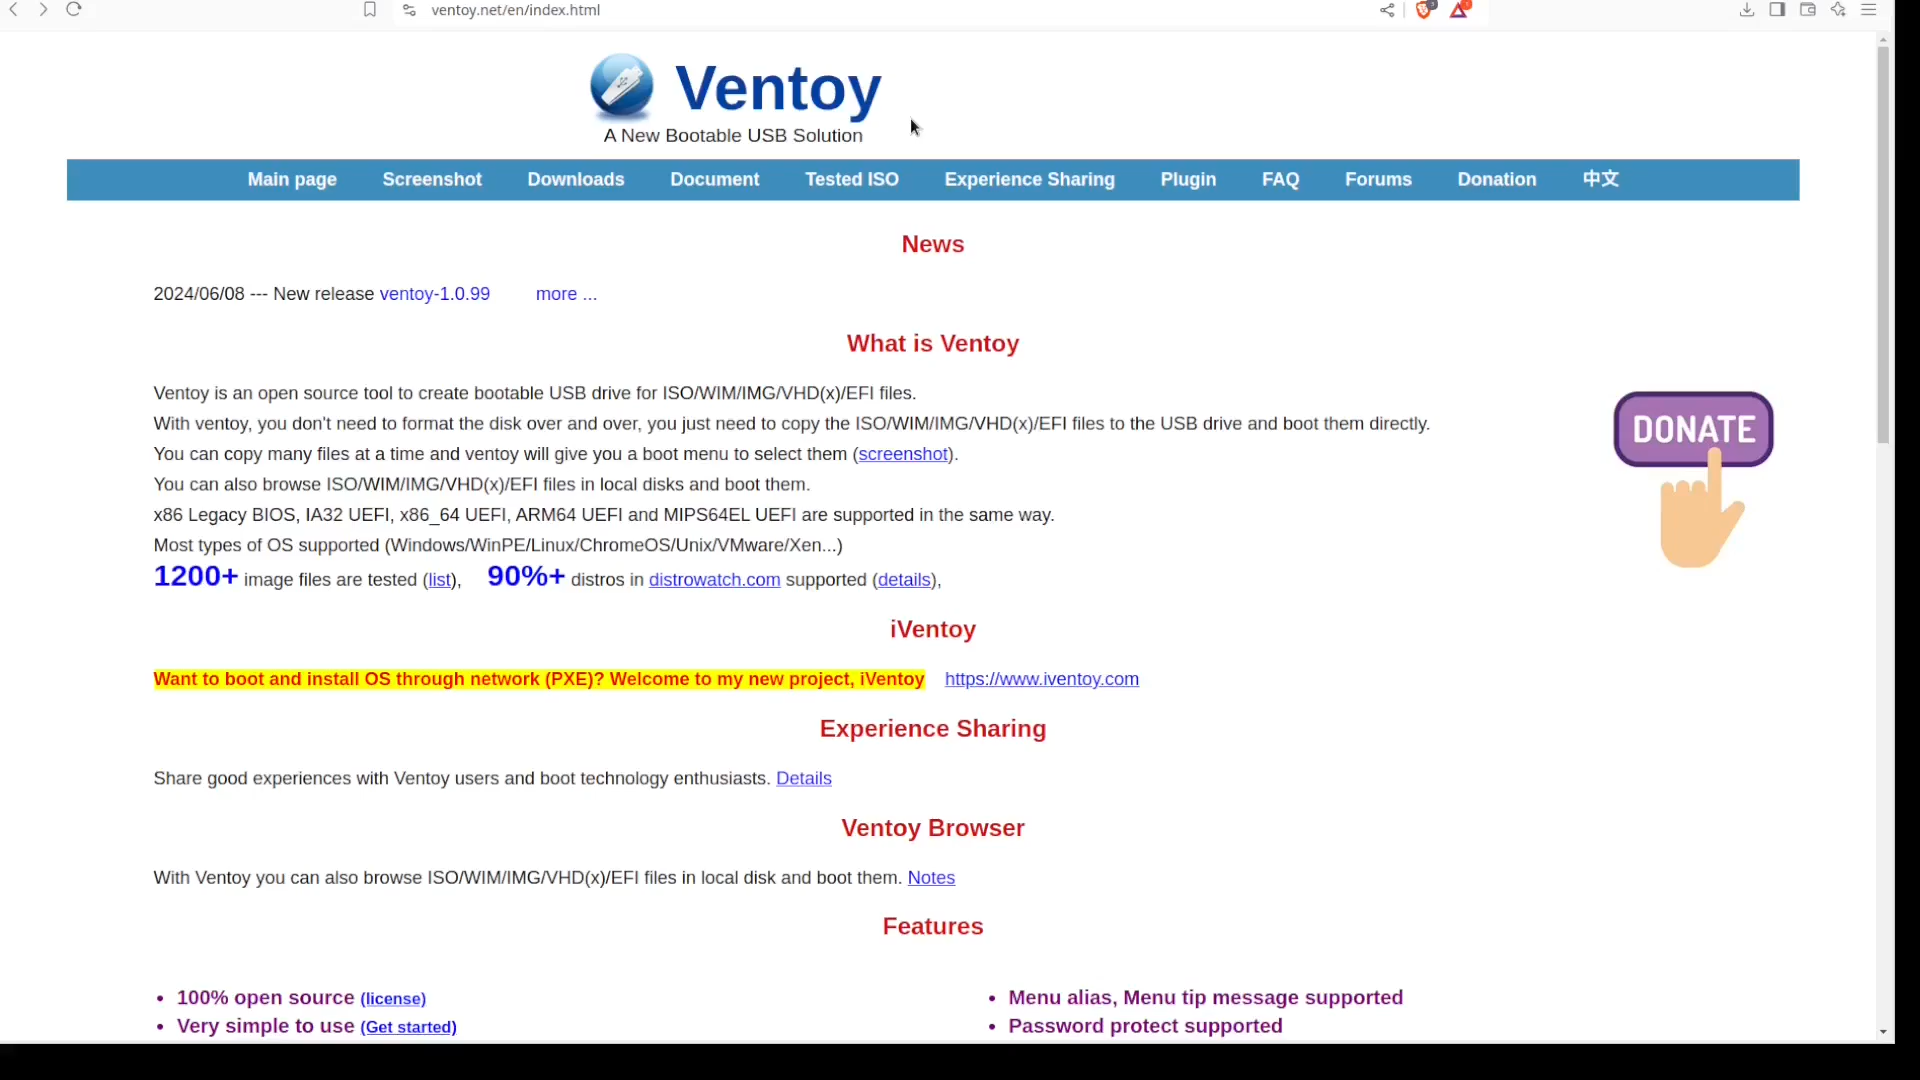 ventoy.net/en/index.html
Ventoy
A New Bootable USB Solution
Main page Screenshot Downloads Document Tested ISO Experience Sharing Plugin FAQ Forums Donation 中文
News
2024/06/08 --- New release ventoy-1.0.99 more ...
What is Ventoy
Ventoy is an open source tool to create bootable USB drive for ISO/WIM/IMG/VHD(x)/EFI files.
With ventoy, you don't need to format the disk over and over, you just need to copy the ISO/WIM/IMG/VHD(x)/EFI files to the USB drive and boot them directly.
You can copy many files at a time and ventoy will give you a boot menu to select them (screenshot).
You can also browse ISO/WIM/IMG/VHD(x)/EFI files in local disks and boot them.
x86 Legacy BIOS, IA32 UEFI, x86_64 UEFI, ARM64 UEFI and MIPS64EL UEFI are supported in the same way.
Most types of OS supported (Windows/WinPE/Linux/ChromeOS/Unix/VMware/Xen...)
1200+ image files are tested (list), 90%+ distros in distrowatch.com supported (details),
DONATE
iVentoy
Want to boot and install OS through network (PXE)? Welcome to my new project, iVentoy https://www.iventoy.com
Experience Sharing
Share good experiences with Ventoy users and boot technology enthusiasts. Details
Ventoy Browser
With Ventoy you can also browse ISO/WIM/IMG/VHD(x)/EFI files in local disk and boot them. Notes
Features
• 100% open source (license)
• Very simple to use (Get started)
• Menu alias, Menu tip message supported
• Password protect supported